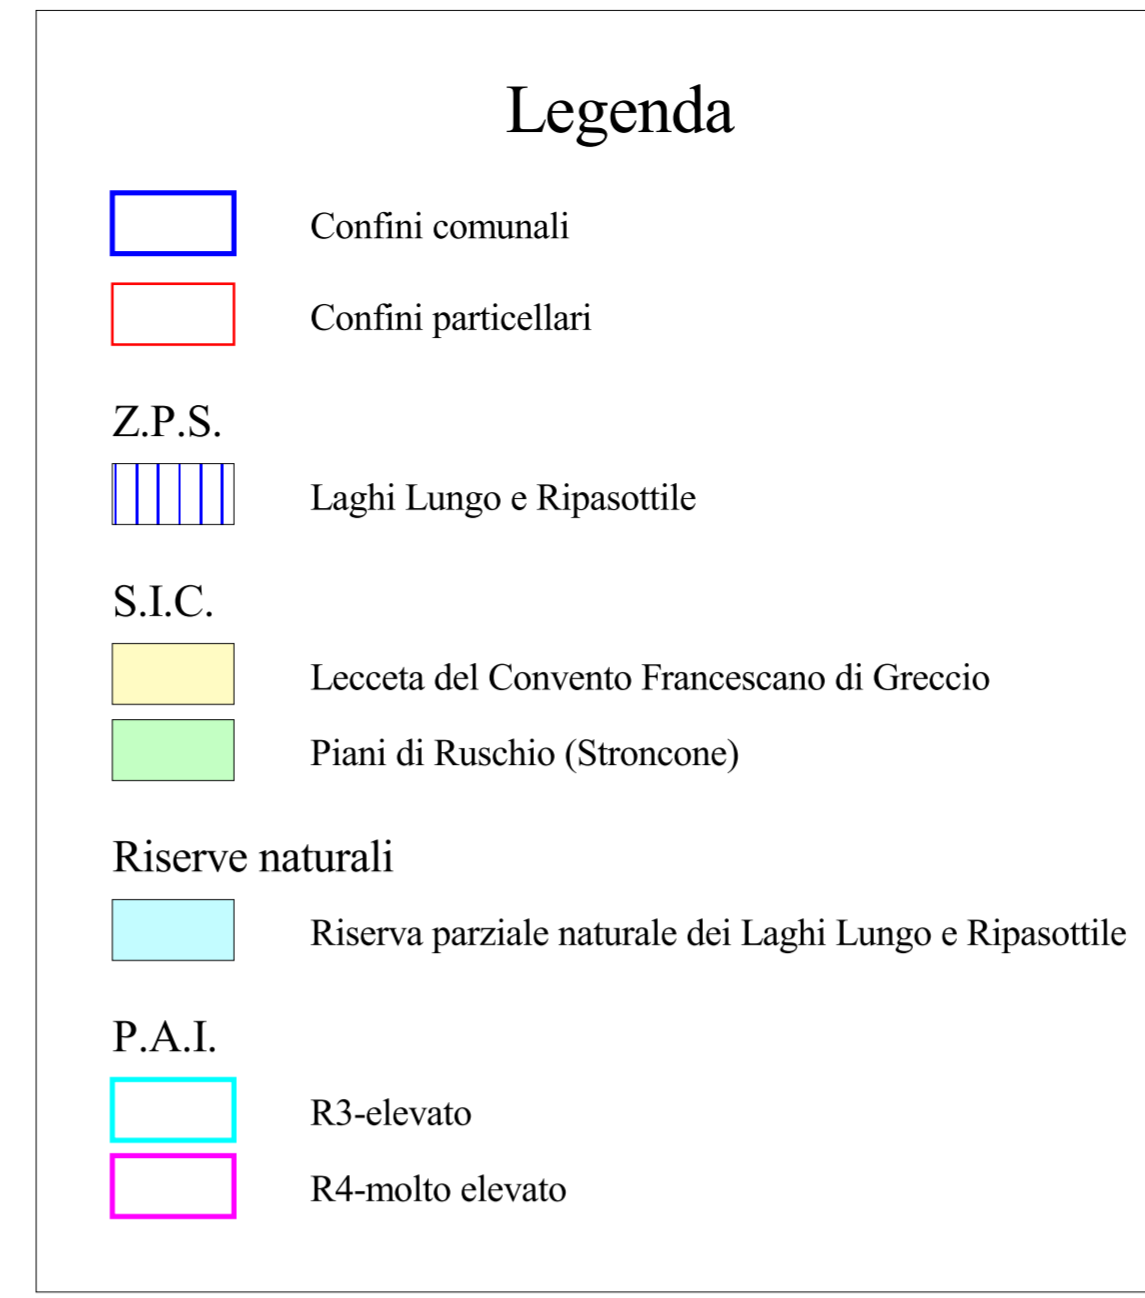 Legenda
Confini comunali
Confini particellari
Z.P.S.
Laghi Lungo e Ripasottile
S.I.C.
Lecceta del Convento Francescano di Greccio
Piani di Ruschio (Stroncone)
Riserve naturali
Riserva parziale naturale dei Laghi Lungo e Ripasottile
P.A.I.
R3-elevato
R4-molto elevato